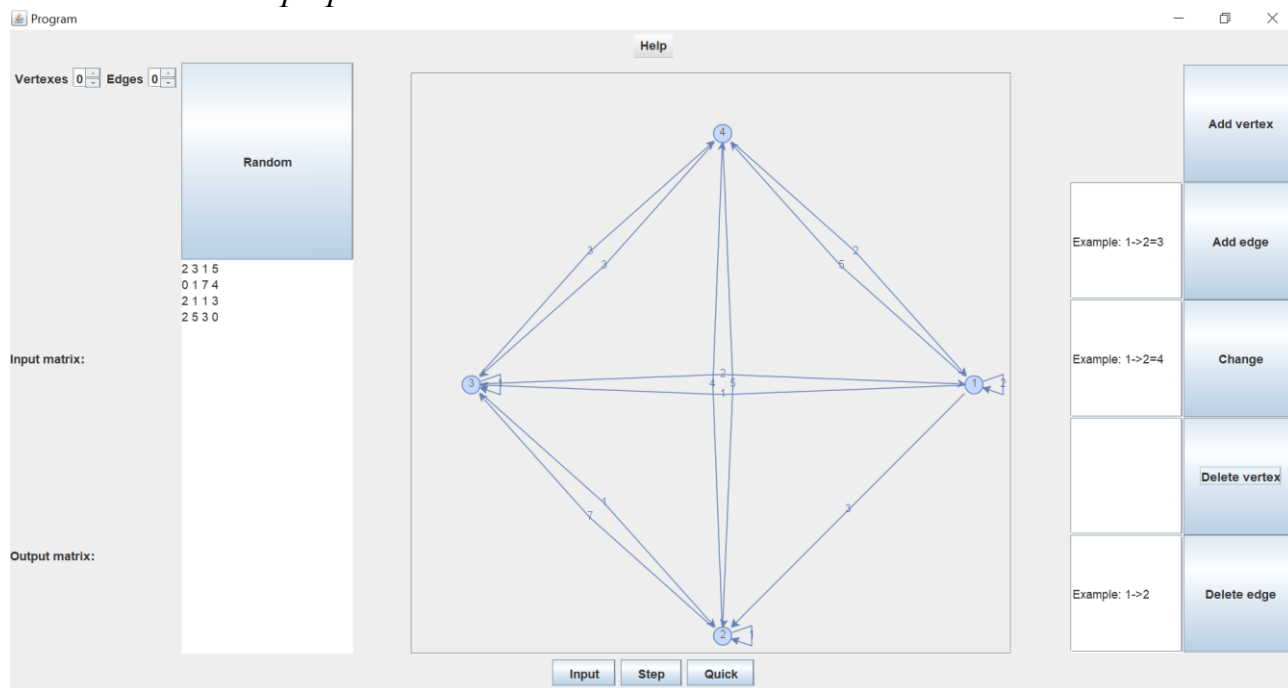 Program
Help
Vertexes 0 Edges 0
Random
2 3 1 5
0 1 7 4
2 1 1 3
2 5 3 0
Input matrix:
Output matrix:
4
3
3
2
5
3
1
2
4
5
1
1
2
1
7
3
2
1
Add vertex
Example: 1->2=3
Add edge
Example: 1->2=4
Change
Delete vertex
Example: 1->2
Delete edge
Input Step Quick